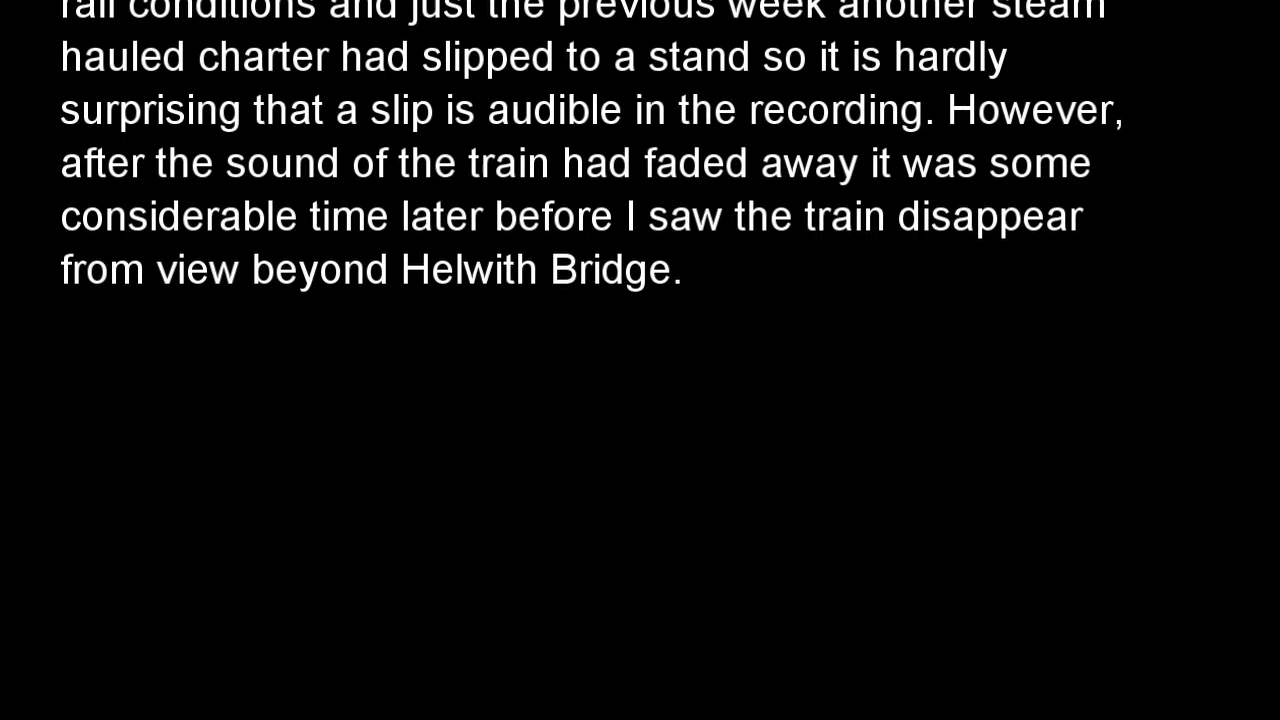 rail conditions and just the previous week another steam
hauled charter had slipped to a stand so it is hardly
surprising that a slip is audible in the recording. However,
after the sound of the train had faded away it was some
considerable time later before I saw the train disappear
from view beyond Helwith Bridge.